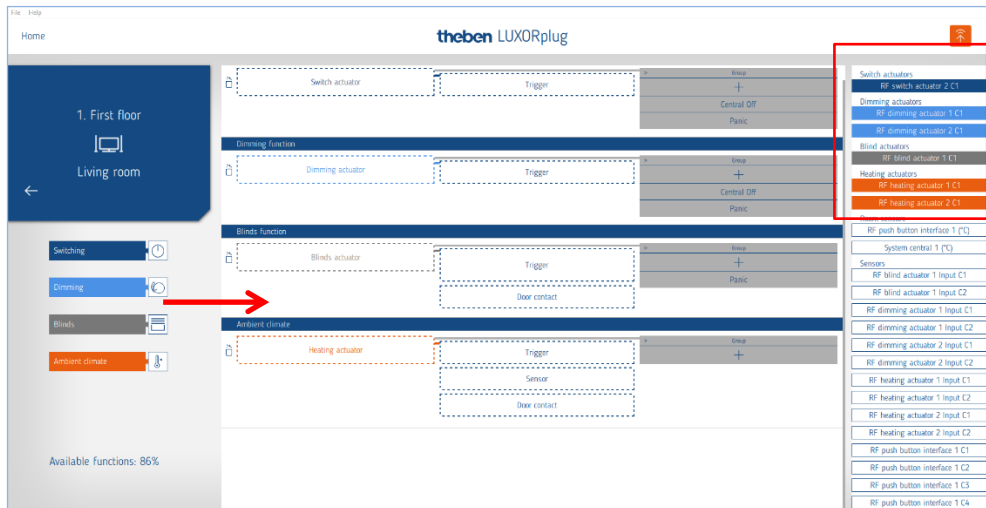 File Help
Home
theben LUXORplug
1. First floor
Living room
Switching
Dimming
Blinds
Ambient climate
Available functions: 86%
Switch actuator
Trigger
Group
+
Central Off
Panic
Dimming function
Dimming actuator
Trigger
Group
+
Central Off
Panic
Blinds function
Blinds actuator
Trigger
Door contact
Group
+
Panic
Ambient climate
Heating actuator
Trigger
Sensor
Door contact
Group
+
Switch actuators
RF switch actuator 2 C1
Dimming actuators
RF dimming actuator 1 C1
RF dimming actuator 2 C1
Blind actuators
RF blind actuator 1 C1
Heating actuators
RF heating actuator 1 C1
RF heating actuator 2 C1
Room sensors
RF push button interface 1 (°C)
System central 1 (°C)
Sensors
RF blind actuator 1 Input C1
RF blind actuator 1 Input C2
RF dimming actuator 1 Input C1
RF dimming actuator 1 Input C2
RF dimming actuator 2 Input C1
RF dimming actuator 2 Input C2
RF heating actuator 1 Input C1
RF heating actuator 1 Input C2
RF heating actuator 2 Input C1
RF heating actuator 2 Input C2
RF push button interface 1 C1
RF push button interface 1 C2
RF push button interface 1 C3
RF push button interface 1 C4